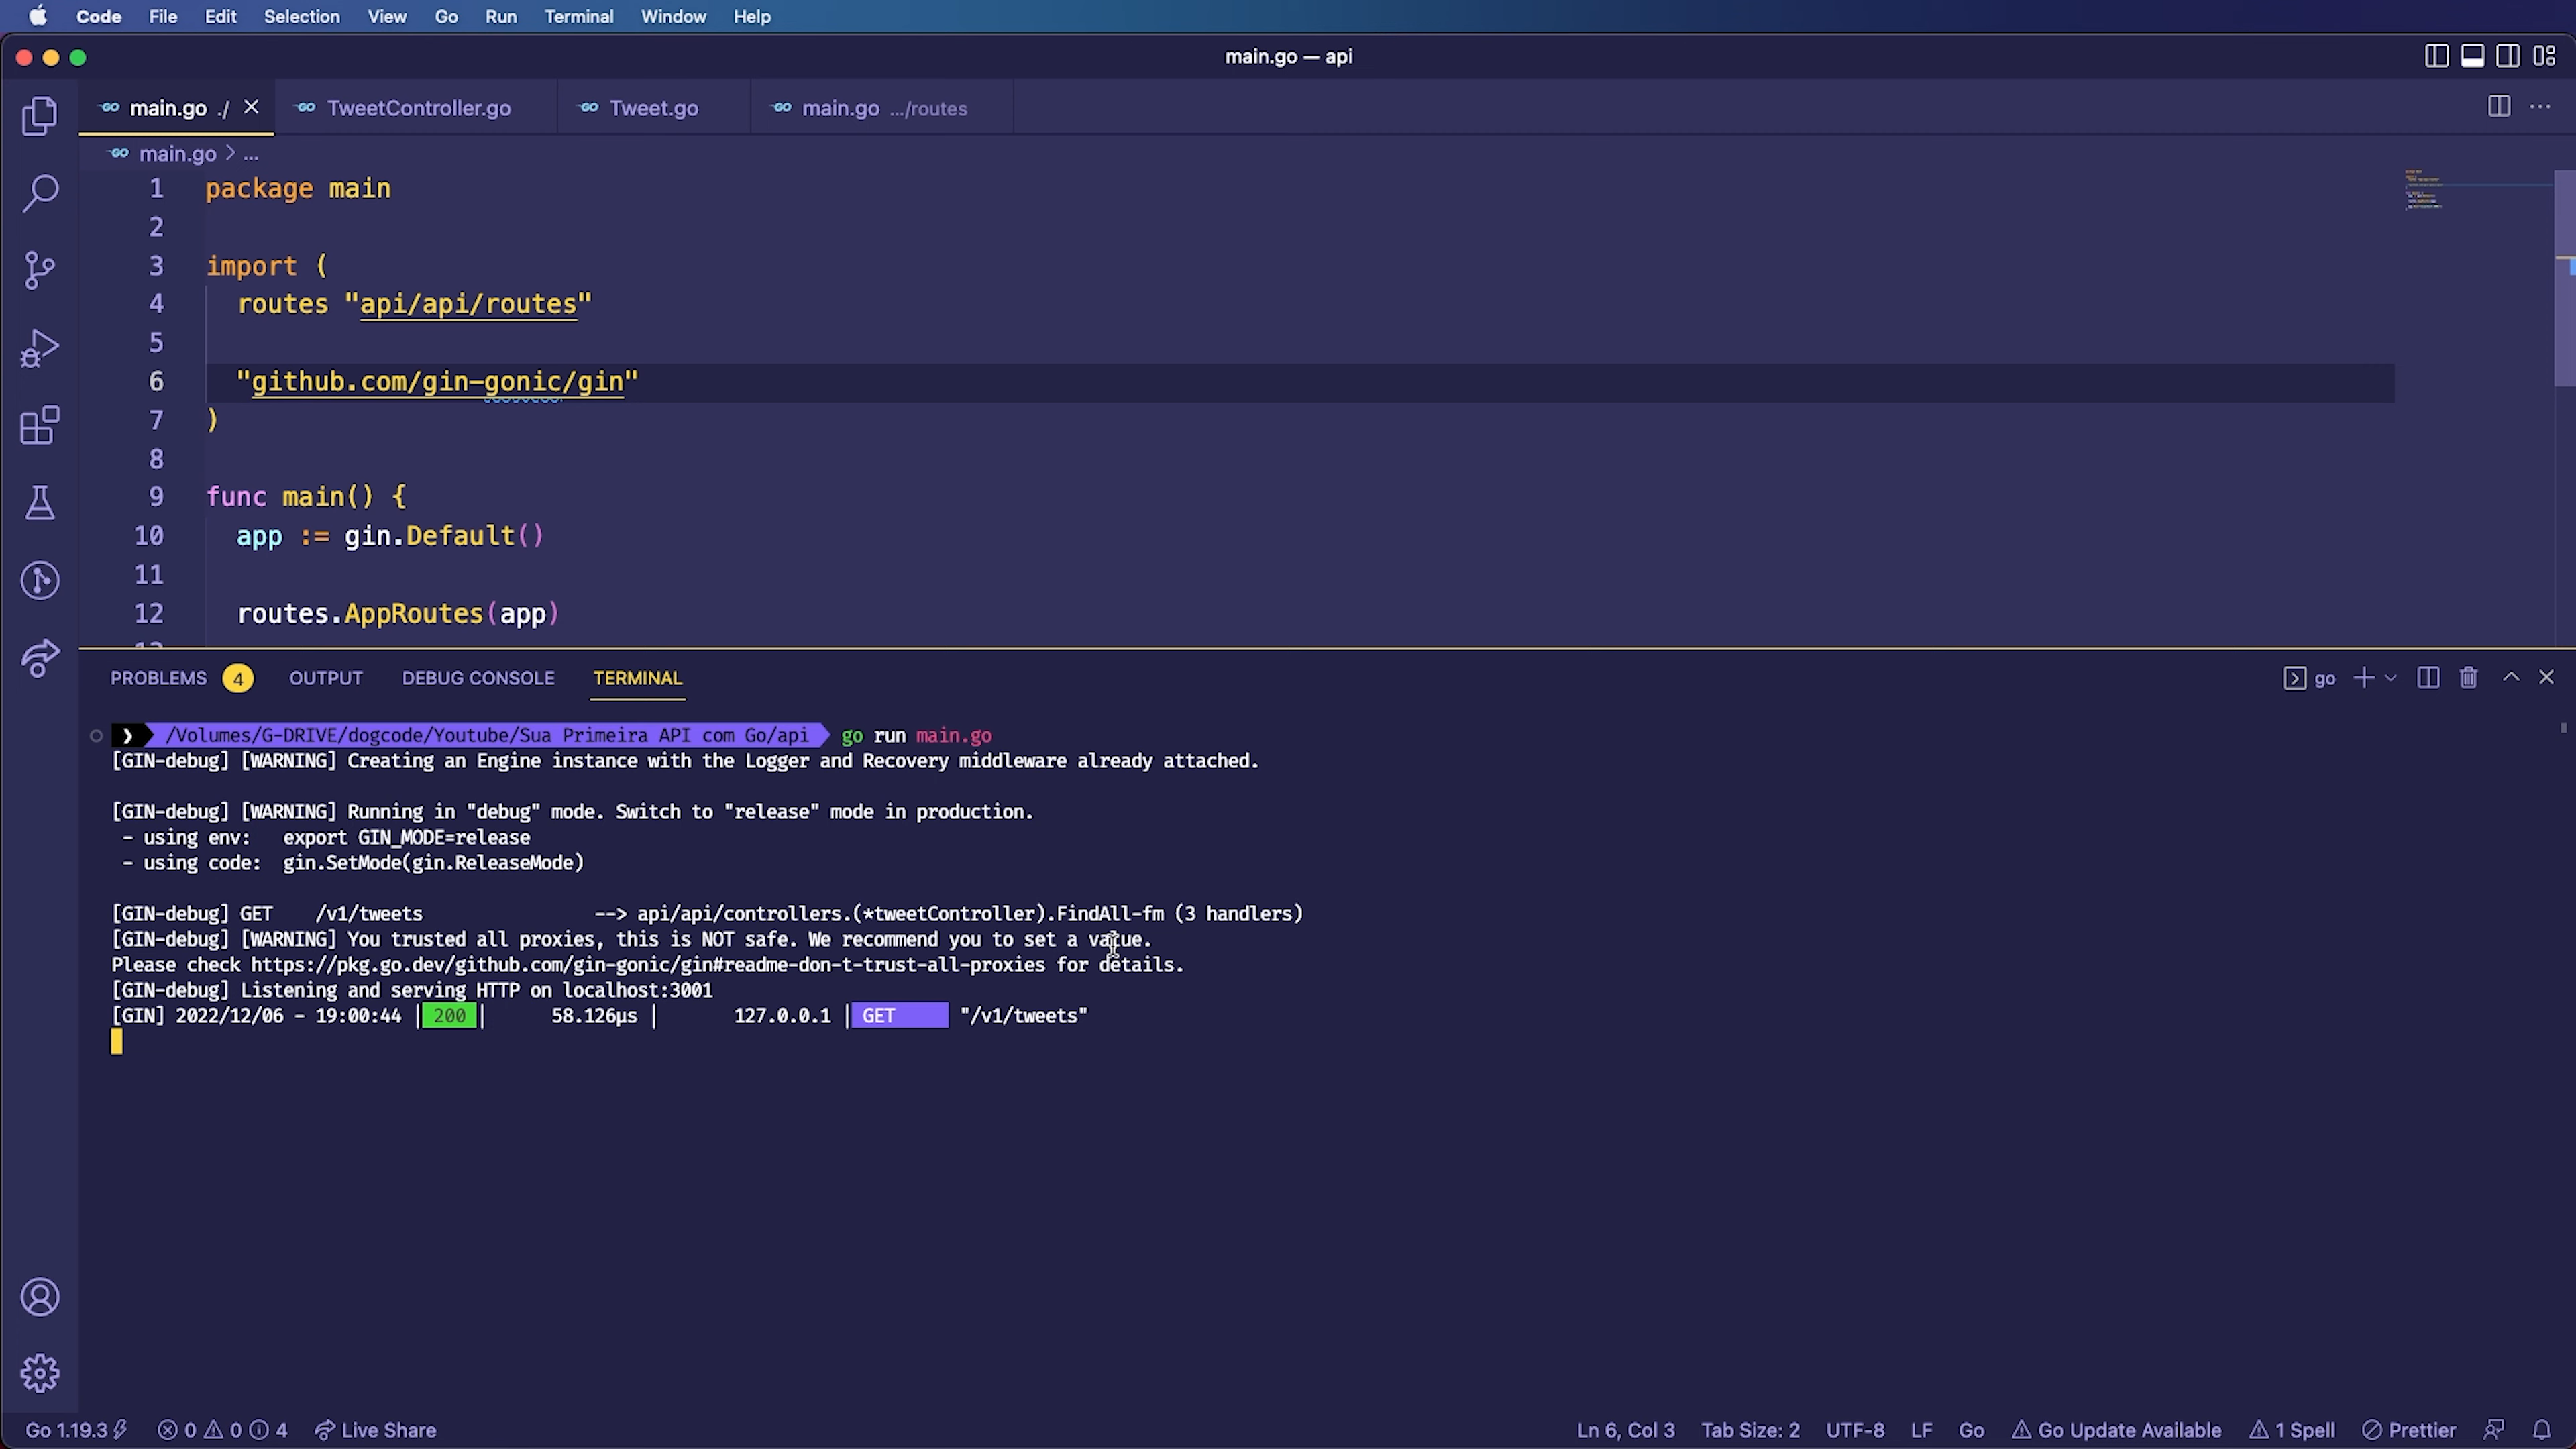 Code File Edit Selection View Go Run Terminal Window Help
main.go — api
main.go ./ TweetController.go Tweet.go main.go .../routes
main.go > ...
1 package main
2
3 import (
4 routes "api/api/routes"
5
6 "github.com/gin-gonic/gin"
7 )
8
9 func main() {
10 app := gin.Default()
11
12 routes.AppRoutes(app)
13
PROBLEMS 4 OUTPUT DEBUG CONSOLE TERMINAL go
/Volumes/G-DRIVE/dogcode/Youtube/Sua Primeira API com Go/api go run main.go
[GIN-debug] [WARNING] Creating an Engine instance with the Logger and Recovery middleware already attached.
[GIN-debug] [WARNING] Running in "debug" mode. Switch to "release" mode in production.
- using env: export GIN_MODE=release
- using code: gin.SetMode(gin.ReleaseMode)
[GIN-debug] GET /v1/tweets --> api/api/controllers.(*tweetController).FindAll-fm (3 handlers)
[GIN-debug] [WARNING] You trusted all proxies, this is NOT safe. We recommend you to set a value.
Please check https://pkg.go.dev/github.com/gin-gonic/gin#readme-don-t-trust-all-proxies for details.
[GIN-debug] Listening and serving HTTP on localhost:3001
[GIN] 2022/12/06 - 19:00:44 | 200 | 58.126µs | 127.0.0.1 | GET "/v1/tweets"
Go 1.19.3 0 0 4 Live Share Ln 6, Col 3 Tab Size: 2 UTF-8 LF Go Go Update Available 1 Spell Prettier